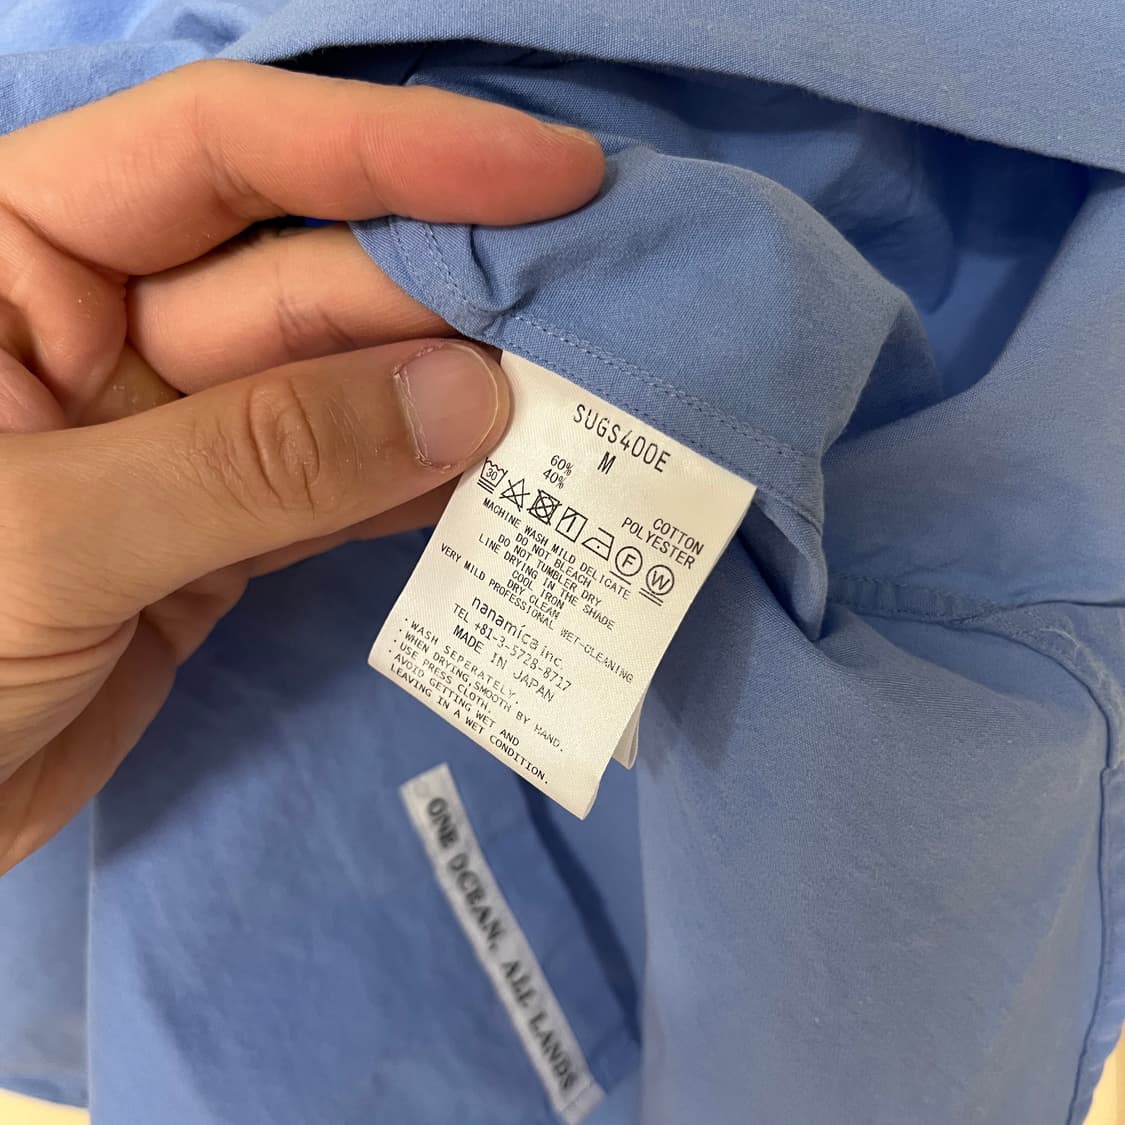 SUGS400E
M
60% COTTON
40% POLYESTER
30
F
W
MACHINE WASH MILD DELICATE
DO NOT BLEACH
DO NOT TUMBLER DRY
LINE DRYING IN THE SHADE
COOL IRON
DRY CLEAN
VERY MILD PROFESSIONAL WET-CLEANING
nanamica inc.
TEL +81-3-5728-8717
MADE IN JAPAN
・WASH SEPERATELY.
・WHEN DRYING,SMOOTH BY HAND.
・USE PRESS CLOTH.
・AVOID GETTING WET AND
LEAVING IN A WET CONDITION.
ONE OCEAN, ALL LANDS